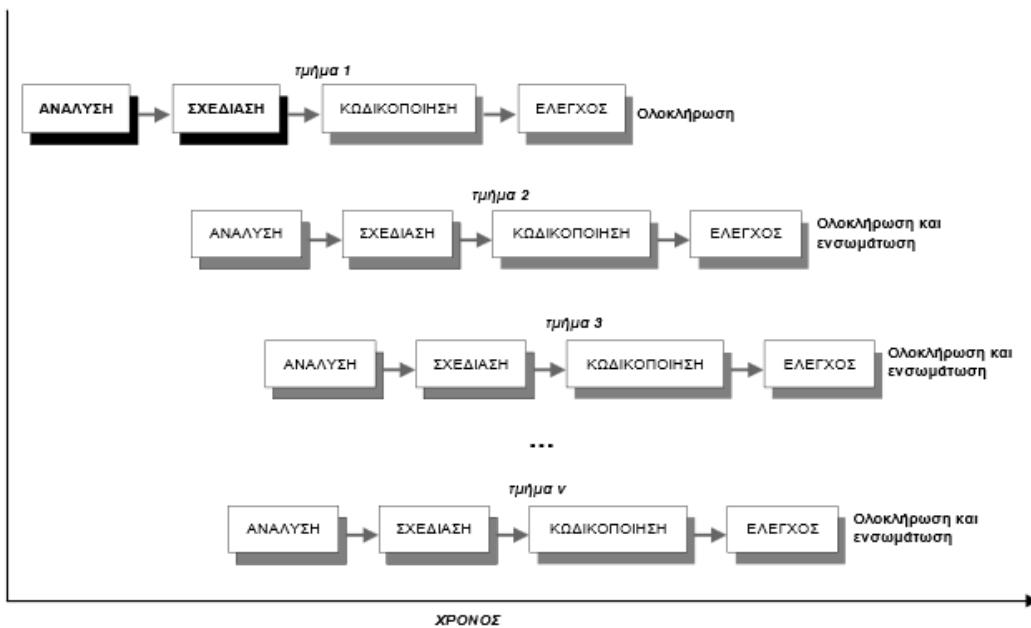 τμήμα 1
ΑΝΑΛΥΣΗ ΣΧΕΔΙΑΣΗ ΚΩΔΙΚΟΠΟΙΗΣΗ ΕΛΕΓΧΟΣ Ολοκλήρωση
τμήμα 2
ΑΝΑΛΥΣΗ ΣΧΕΔΙΑΣΗ ΚΩΔΙΚΟΠΟΙΗΣΗ ΕΛΕΓΧΟΣ Ολοκλήρωση και
ενσωμάτωση
τμήμα 3
ΑΝΑΛΥΣΗ ΣΧΕΔΙΑΣΗ ΚΩΔΙΚΟΠΟΙΗΣΗ ΕΛΕΓΧΟΣ Ολοκλήρωση και
ενσωμάτωση
...
τμήμα ν
ΑΝΑΛΥΣΗ ΣΧΕΔΙΑΣΗ ΚΩΔΙΚΟΠΟΙΗΣΗ ΕΛΕΓΧΟΣ Ολοκλήρωση και
ενσωμάτωση
ΧΡΟΝΟΣ